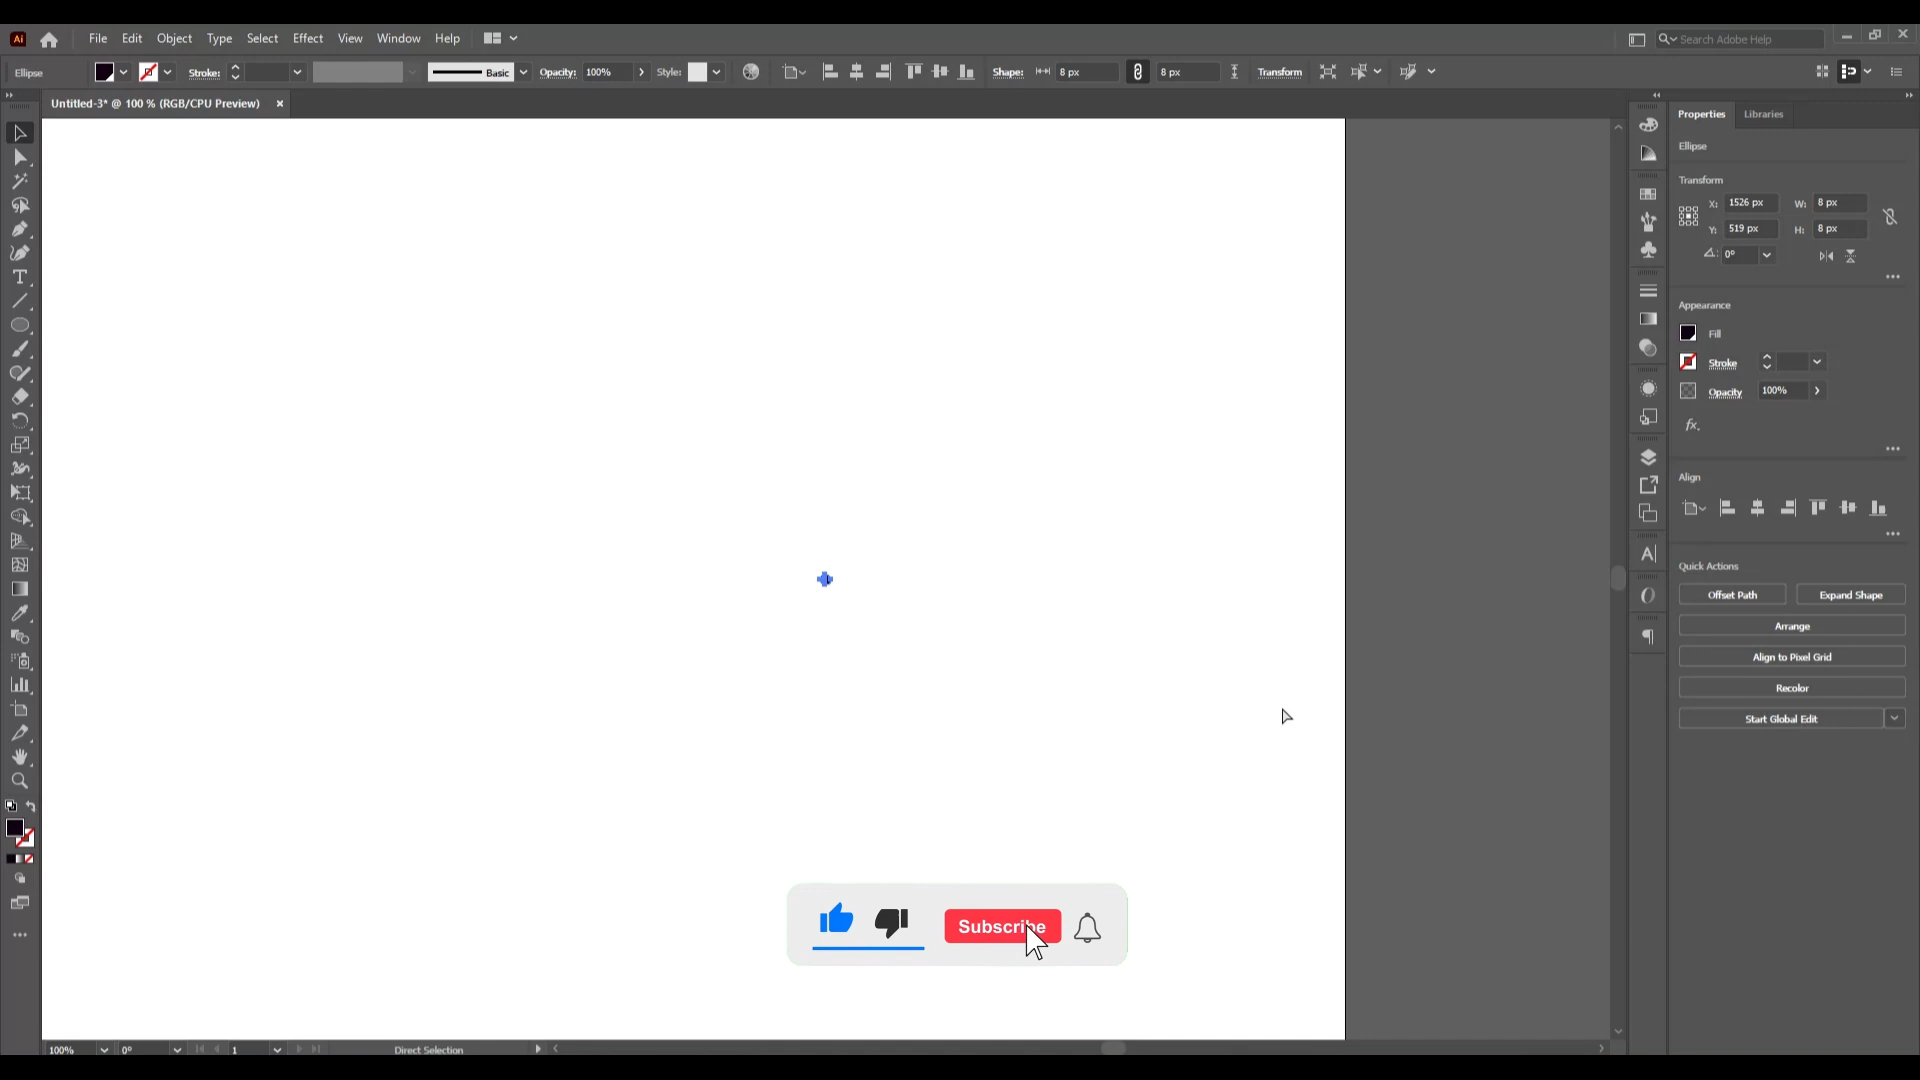 Ai File Edit Object Type Select Effect View Window Help Search Adobe Help
Ellipse Stroke: Basic Opacity: 100% Style: Shape: 8 px 8 px Transform
Untitled-3* @ 100 % (RGB/CPU Preview)
Properties Libraries
Ellipse
Transform
X: 1526 px W: 8 px
Y: 519 px H: 8 px
0°
Appearance
Fill
Stroke
Opacity 100%
fx.
Align
Quick Actions
Offset Path Expand Shape
Arrange
Align to Pixel Grid
Recolor
Start Global Edit
Subscribe
100% 0° 1 Direct Selection